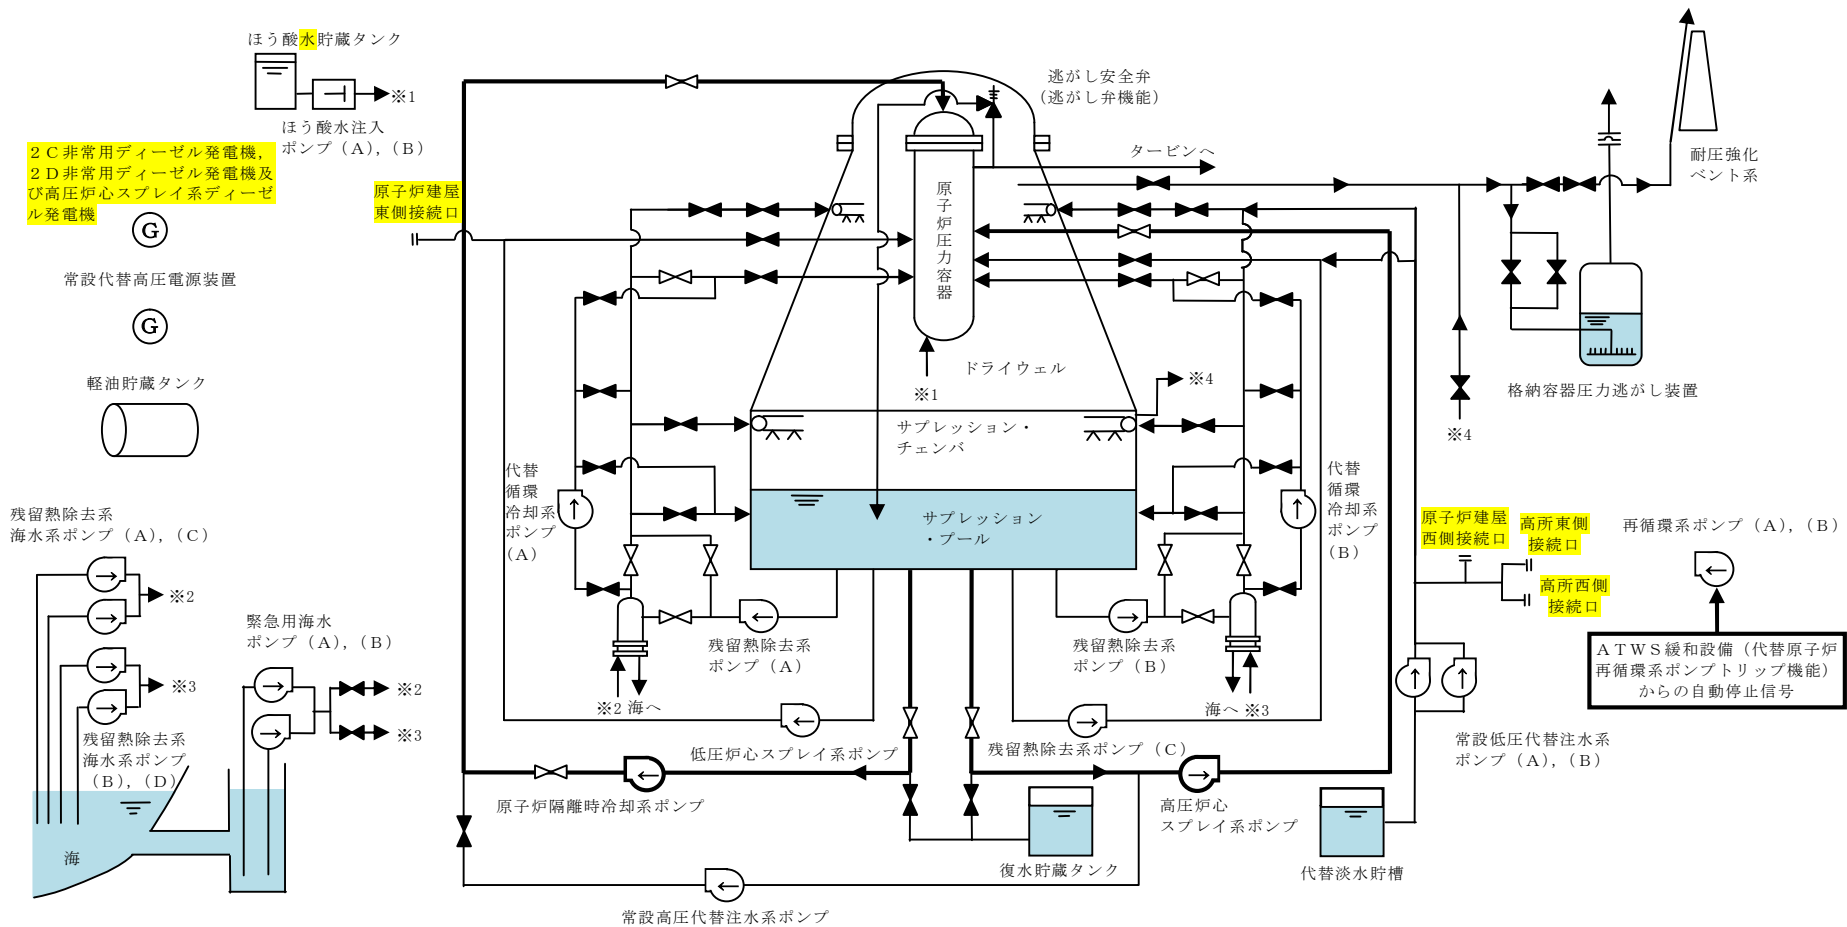 ほう酸水貯蔵タンク
※1
ほう酸水注入
ポンプ（A），（B）
２Ｃ非常用ディーゼル発電機，
２Ｄ非常用ディーゼル発電機及
び高圧炉心スプレイ系ディーゼ
ル発電機
G
常設代替高圧電源装置
G
軽油貯蔵タンク
原子炉建屋
東側接続口
逃がし安全弁
（逃がし弁機能）
タービンへ
原子炉圧力容器
※1
ドライウェル
※4
サプレッション・
チェンバ
サプレッション
・プール
耐圧強化
ベント系
格納容器圧力逃がし装置
※4
代替
循環
冷却系
ポンプ
（A）
代替
循環
冷却系
ポンプ
（B）
残留熱除去系
海水系ポンプ（A），（C）
※2
※3
残留熱除去系
海水系ポンプ
（B），（D）
海
緊急用海水
ポンプ（A），（B）
※2
※3
残留熱除去系
ポンプ（A）
※2
海へ
低圧炉心スプレイ系ポンプ
残留熱除去系
ポンプ（B）
海へ
※3
残留熱除去系ポンプ（C）
原子炉建屋
西側接続口
高所東側
接続口
高所西側
接続口
再循環系ポンプ（A），（B）
ＡＴＷＳ緩和設備（代替原子炉
再循環系ポンプトリップ機能）
からの自動停止信号
常設低圧代替注水系
ポンプ（A），（B）
原子炉隔離時冷却系ポンプ
高圧炉心
スプレイ系ポンプ
復水貯蔵タンク
代替淡水貯槽
常設高圧代替注水系ポンプ